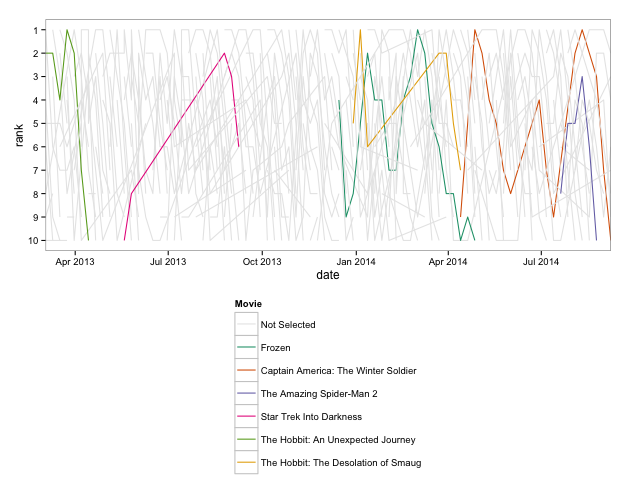 1
2
3
4
5
6
7
8
9
10
rank
Apr 2013
Jul 2013
Oct 2013
Jan 2014
Apr 2014
Jul 2014
date
Movie
Not Selected
Frozen
Captain America: The Winter Soldier
The Amazing Spider-Man 2
Star Trek Into Darkness
The Hobbit: An Unexpected Journey
The Hobbit: The Desolation of Smaug